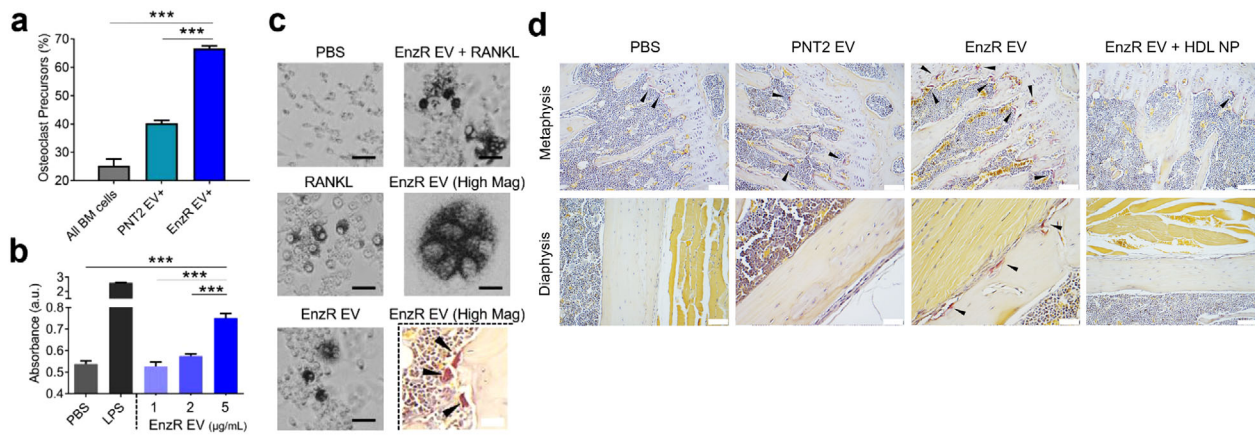 a
***
***
Osteoclast Precursors (%)
70
60
50
40
30
20
All BM cells
PNT2 EV+
EnzR EV+
b
***
***
***
Absorbance (a.u.)
3
2
0.8
0.7
0.6
0.5
0.4
PBS
LPS
1
2
5
EnzR EV (μg/mL)
c
PBS
EnzR EV + RANKL
RANKL
EnzR EV (High Mag)
EnzR EV
EnzR EV (High Mag)
d
PBS
PNT2 EV
EnzR EV
EnzR EV + HDL NP
Metaphysis
Diaphysis